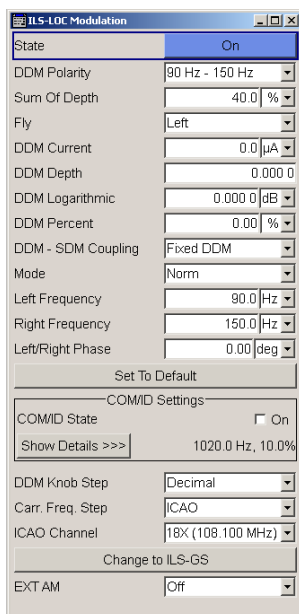 ILS-LOC Modulation
State On
DDM Polarity 90 Hz - 150 Hz
Sum Of Depth 40.0 %
Fly Left
DDM Current 0.0 µA
DDM Depth 0.000 0
DDM Logarithmic 0.000 0 dB
DDM Percent 0.00 %
DDM - SDM Coupling Fixed DDM
Mode Norm
Left Frequency 90.0 Hz
Right Frequency 150.0 Hz
Left/Right Phase 0.00 deg
Set To Default
COM/ID Settings
COM/ID State On
Show Details >>> 1020.0 Hz, 10.0%
DDM Knob Step Decimal
Carr. Freq. Step ICAO
ICAO Channel 18X (108.100 MHz)
Change to ILS-GS
EXT AM Off